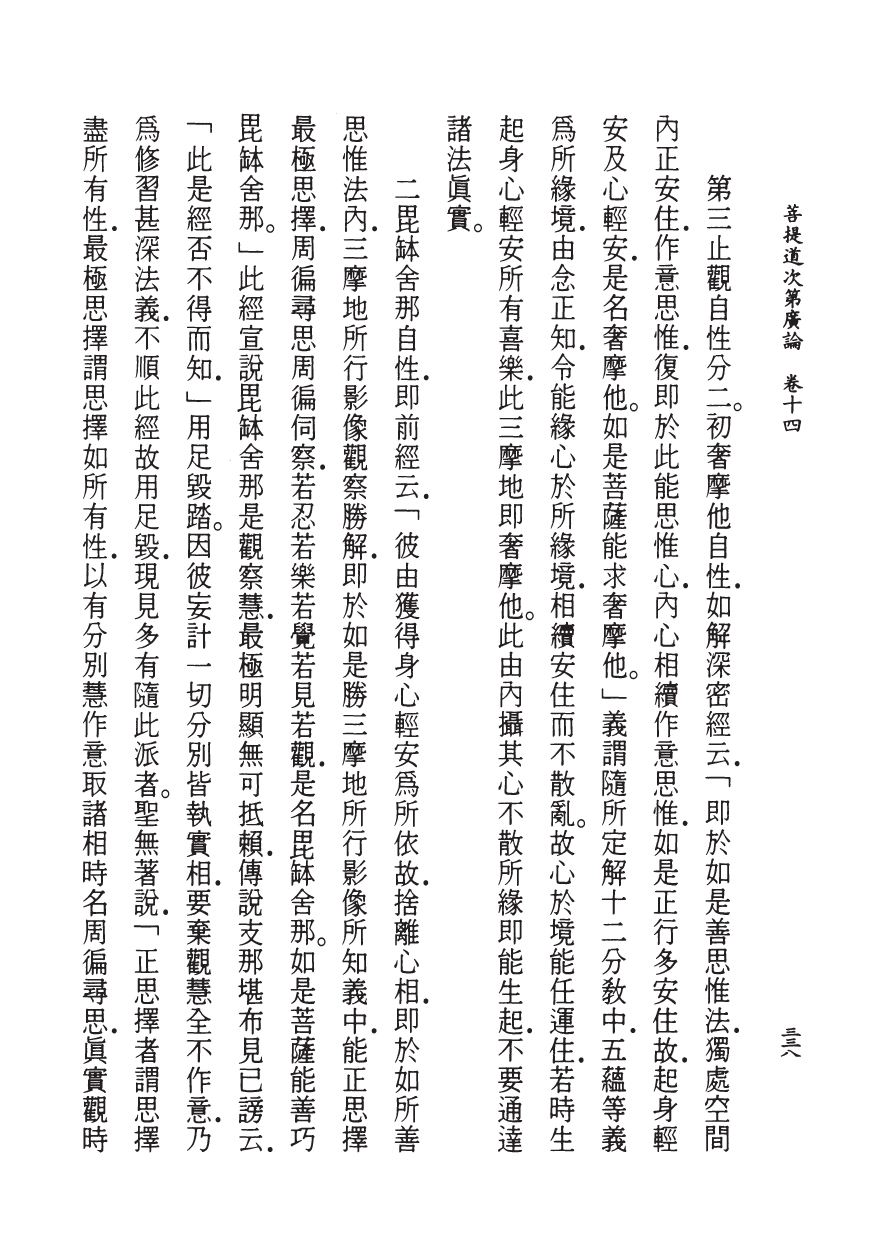 菩提道次第廣論　卷十四
三三八
第三止觀自性分二。初奢摩他自性．如解深密經云．「即於如是善思惟法．獨處空間
內正安住．作意思惟．復即於此能思惟心．內心相續作意思惟．如是正行多安住故．起身輕
安及心輕安．是名奢摩他。如是菩薩能求奢摩他。」義謂隨所定解十二分教中．五蘊等義
爲所緣境．由念正知．令能緣心於所緣境．相續安住而不散亂。故心於境能任運住．若時生
起身心輕安所有喜樂．此三摩地即奢摩他。此由內攝其心不散所緣即能生起．不要通達
諸法眞實。
二毘缽舍那自性．即前經云．「彼由獲得身心輕安爲所依故．捨離心相．即於如所善
思惟法內．三摩地所行影像觀察勝解．即於如是勝三摩地所行影像所知義中．能正思擇
最極思擇．周徧尋思周徧伺察．若忍若樂若覺若見若觀．是名毘缽舍那。如是菩薩能善巧
毘缽舍那。」此經宣說毘缽舍那是觀察慧．最極明顯無可抵賴．傳說支那堪布見已謗云．
「此是經否不得而知．」用足毀踏。因彼妄計一切分別皆執實相．要棄觀慧全不作意．乃
爲修習甚深法義．不順此經故用足毀．現見多有隨此派者。聖無著說．「正思擇者謂思擇
盡所有性．最極思擇謂思擇如所有性．以有分別慧作意取諸相時名周徧尋思．眞實觀時